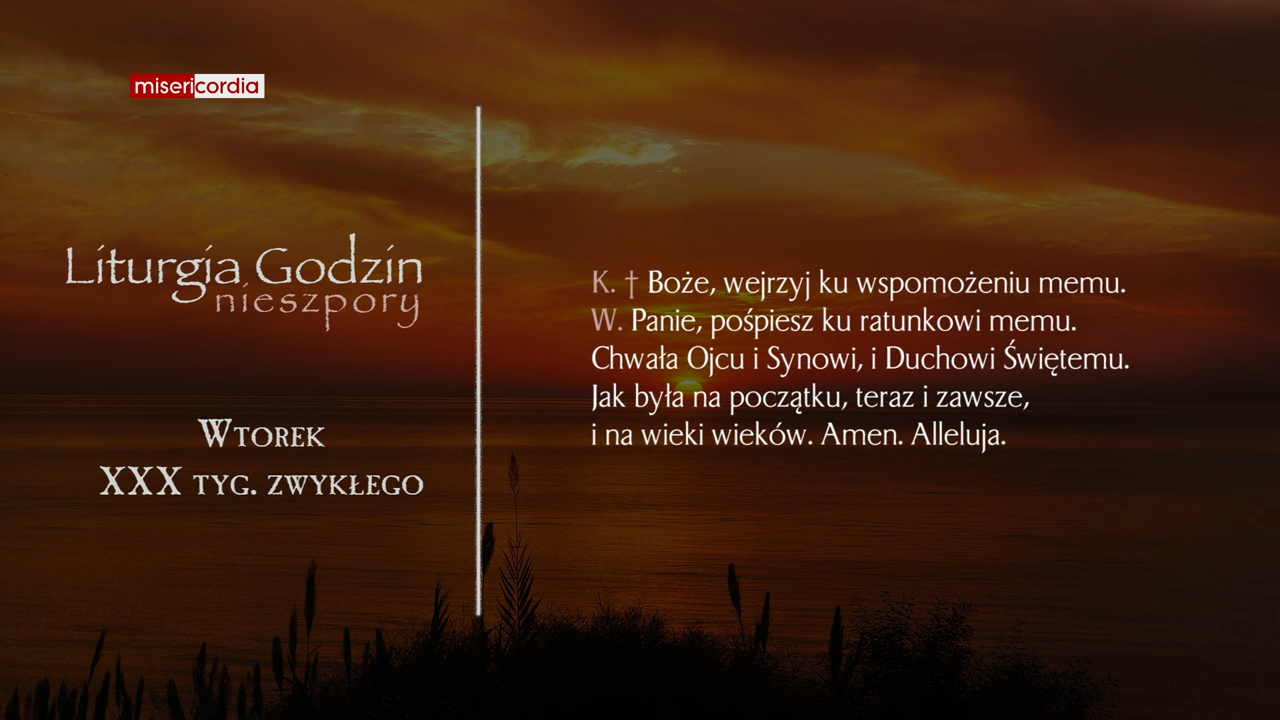 misericordia
Liturgia Godzin
nieszpory
Wtorek
XXX tyg. zwykłego
K. † Boże, wejrzyj ku wspomożeniu memu.
W. Panie, pośpiesz ku ratunkowi memu.
Chwała Ojcu i Synowi, i Duchowi Świętemu.
Jak była na początku, teraz i zawsze,
i na wieki wieków. Amen. Alleluja.